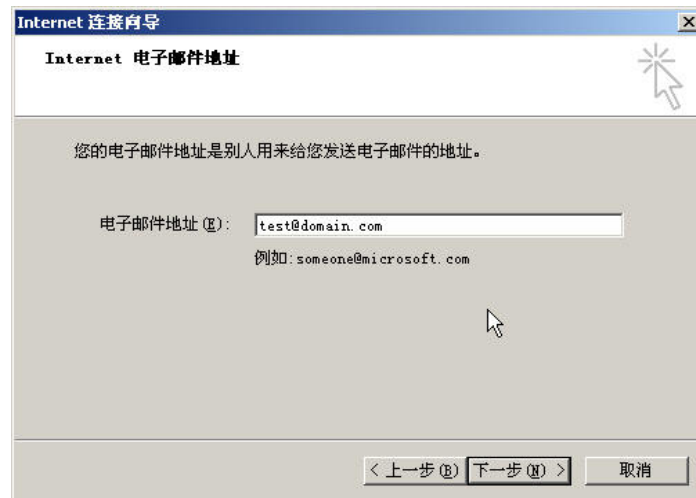 Internet 连接向导
Internet 电子邮件地址
您的电子邮件地址是别人用来给您发送电子邮件的地址。
电子邮件地址(E): test@domain.com
例如:someone@microsoft.com
< 上一步(B) 下一步(N) > 取消